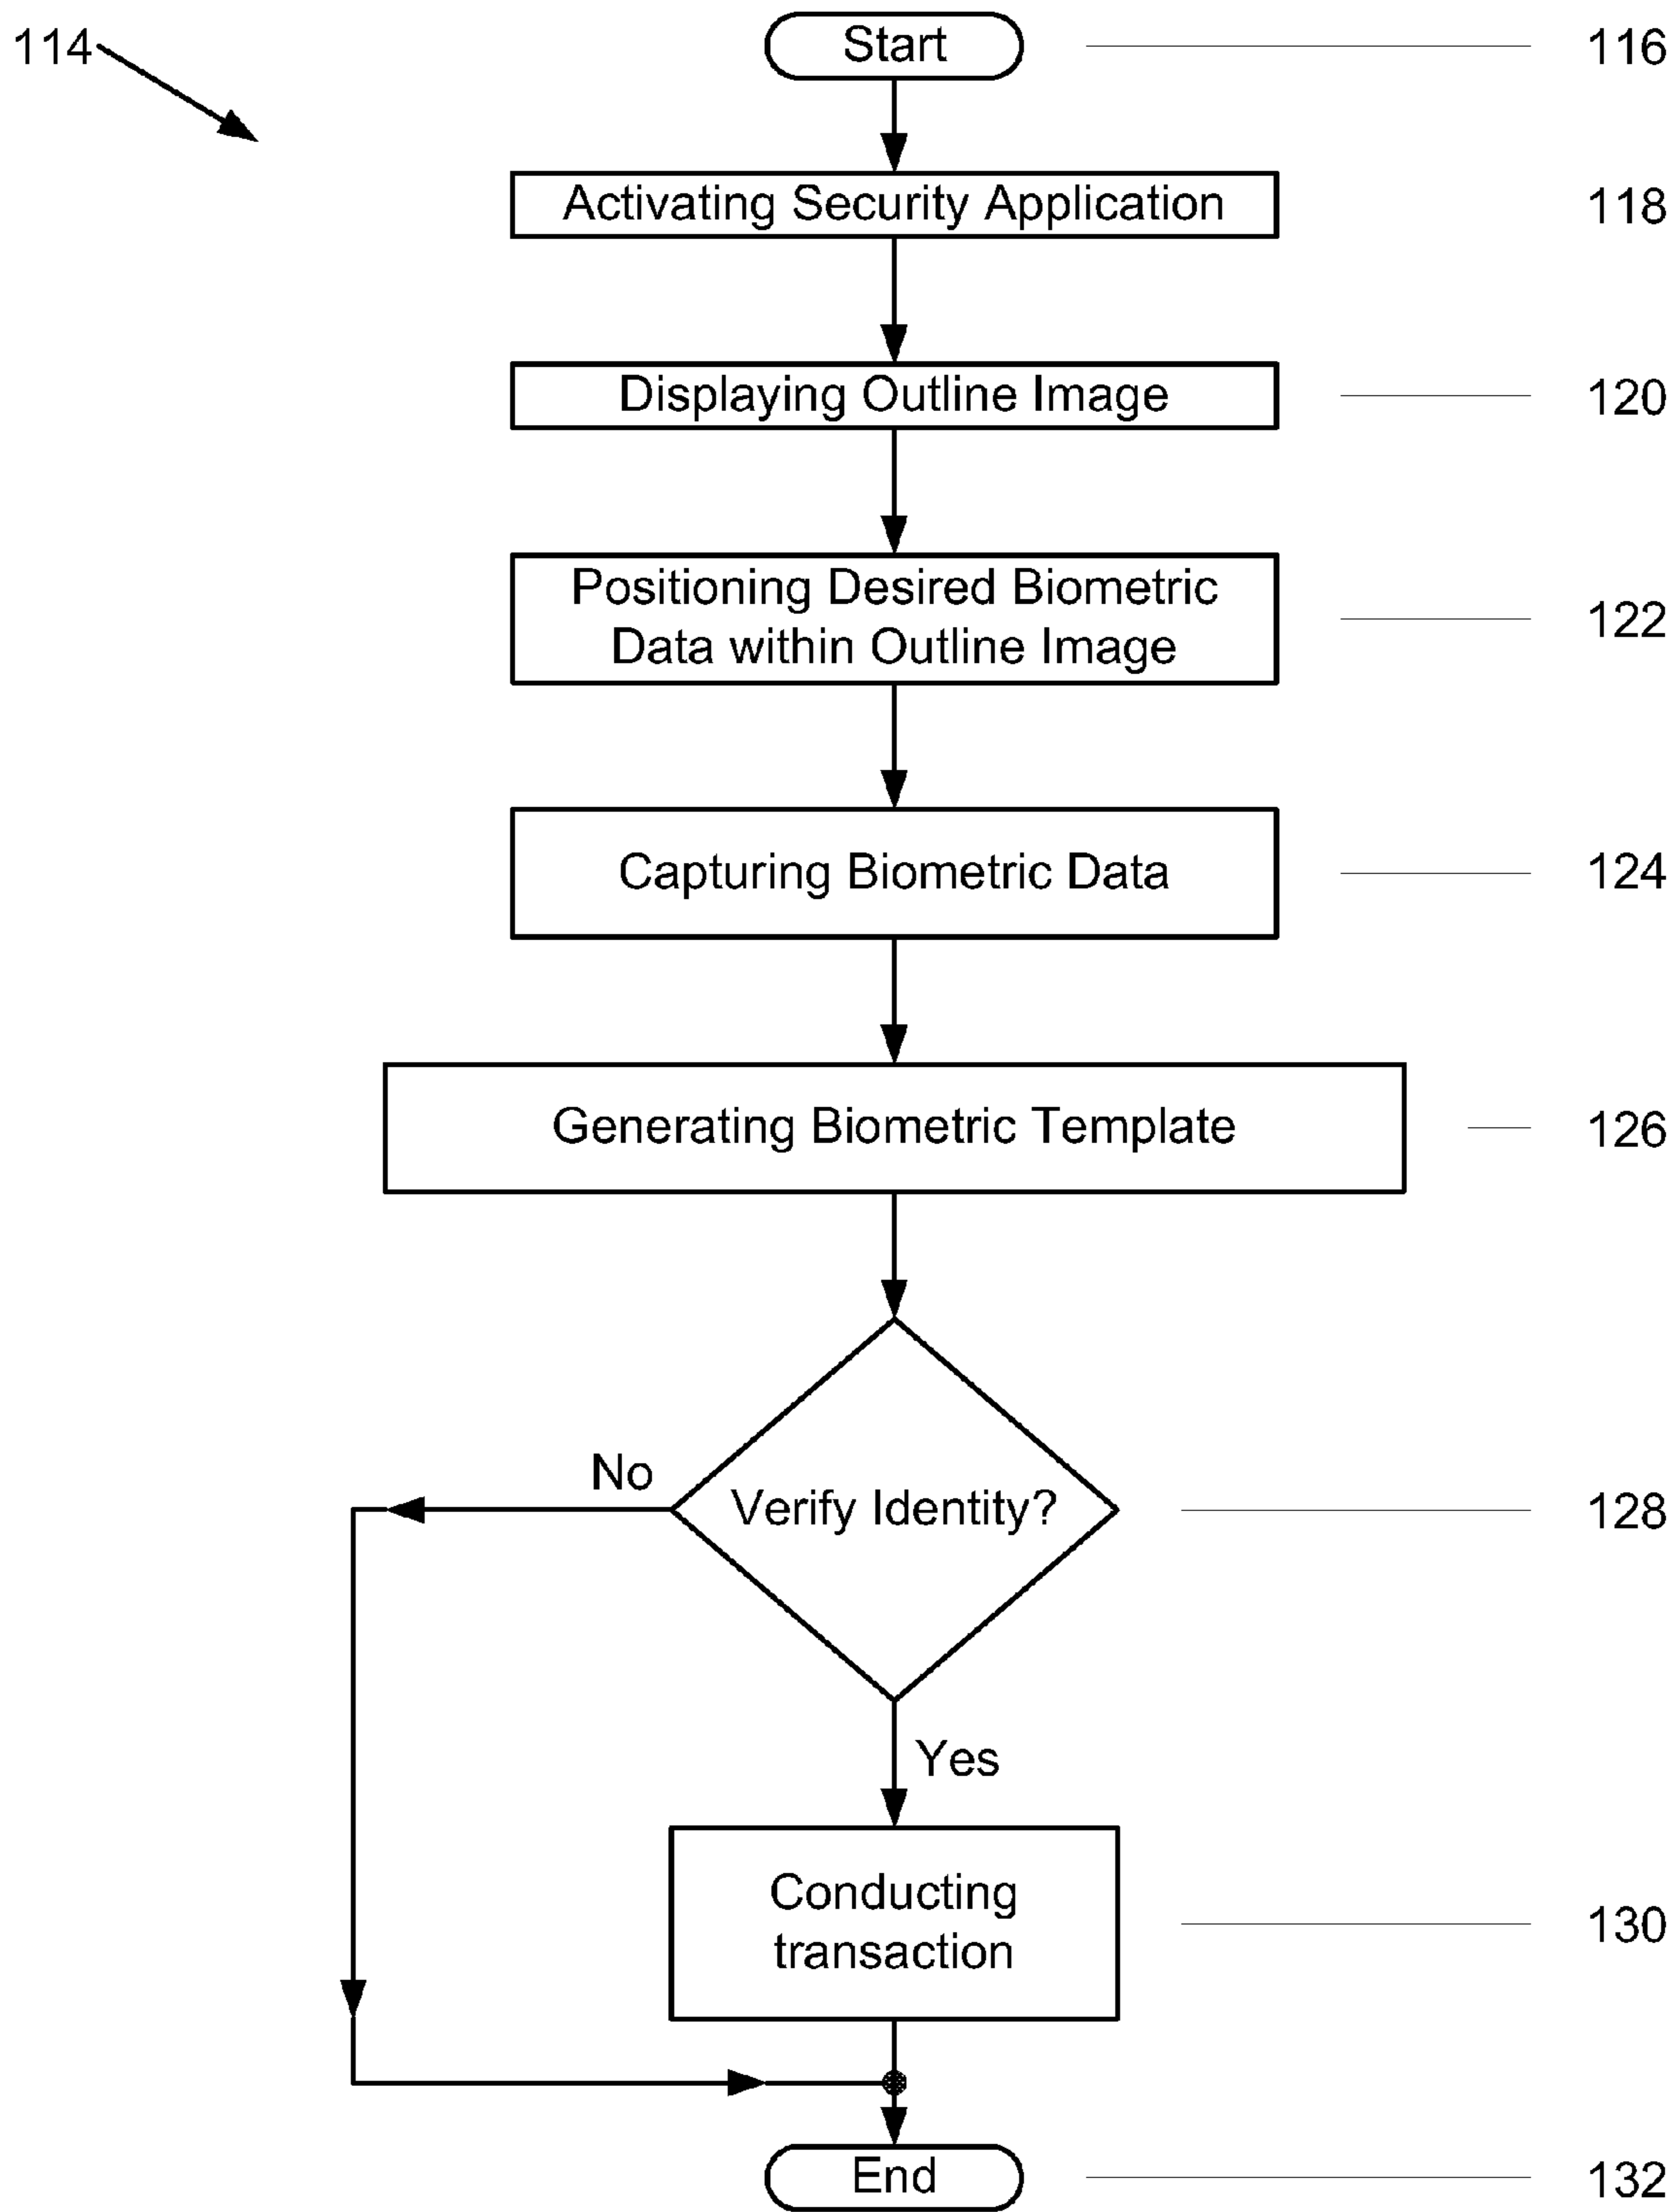 114
Start
116
Activating Security Application
118
Displaying Outline Image
120
Positioning Desired Biometric
Data within Outline Image
122
Capturing Biometric Data
124
Generating Biometric Template
126
No
Verify Identity?
128
Yes
Conducting
transaction
130
End
132